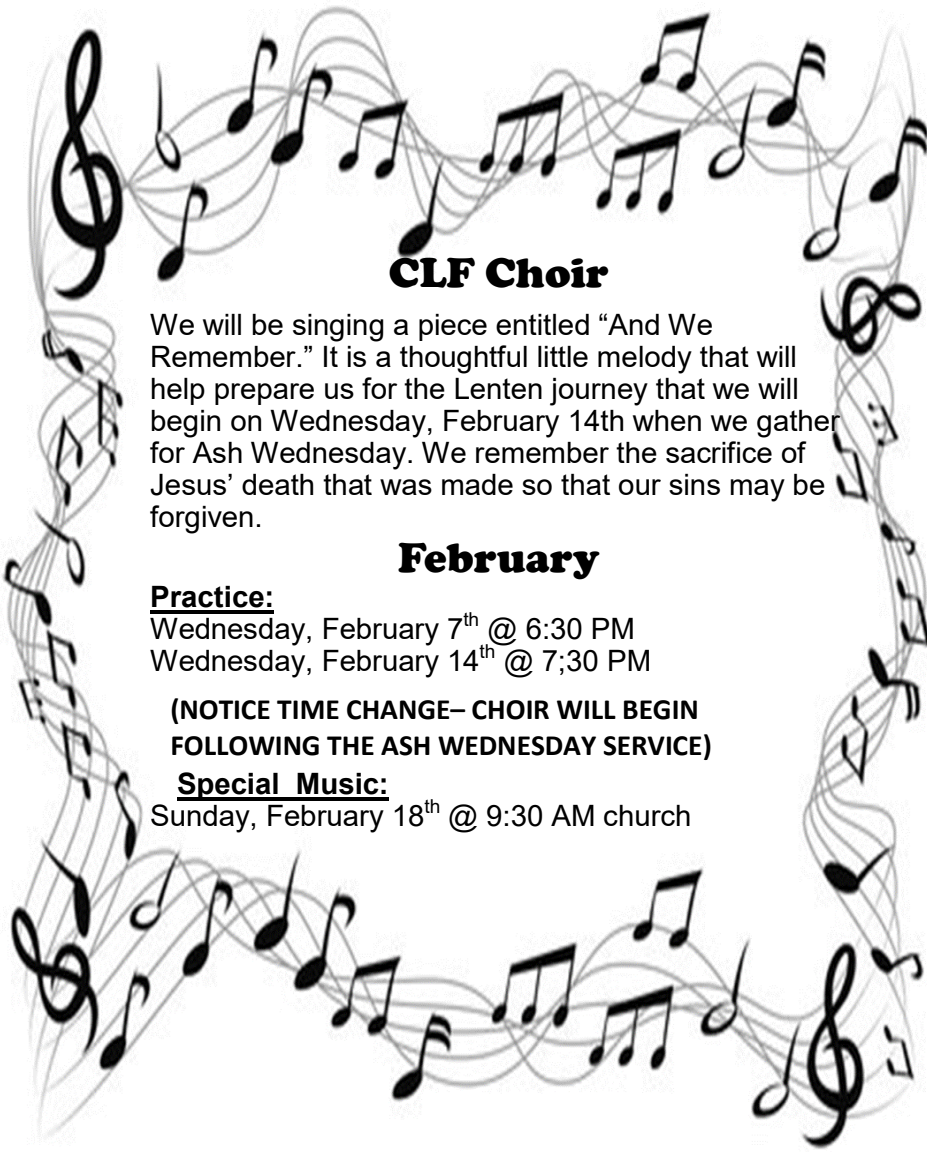 CLF Choir
We will be singing a piece entitled “And We
Remember.” It is a thoughtful little melody that will
help prepare us for the Lenten journey that we will
begin on Wednesday, February 14th when we gather
for Ash Wednesday. We remember the sacrifice of
Jesus’ death that was made so that our sins may be
forgiven.
February
Practice:
Wednesday, February 7th @ 6:30 PM
Wednesday, February 14th @ 7;30 PM
(NOTICE TIME CHANGE– CHOIR WILL BEGIN
FOLLOWING THE ASH WEDNESDAY SERVICE)
Special  Music:
Sunday, February 18th @ 9:30 AM church